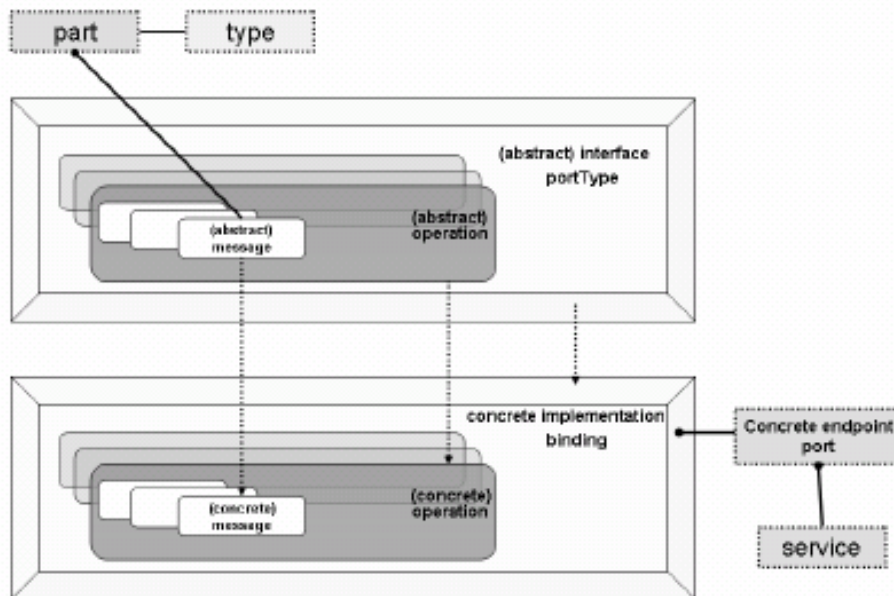 part
type
(abstract) interface
portType
(abstract)
operation
(abstract)
message
concrete implementation
binding
Concrete endpoint
port
(concrete)
operation
(concrete)
message
service